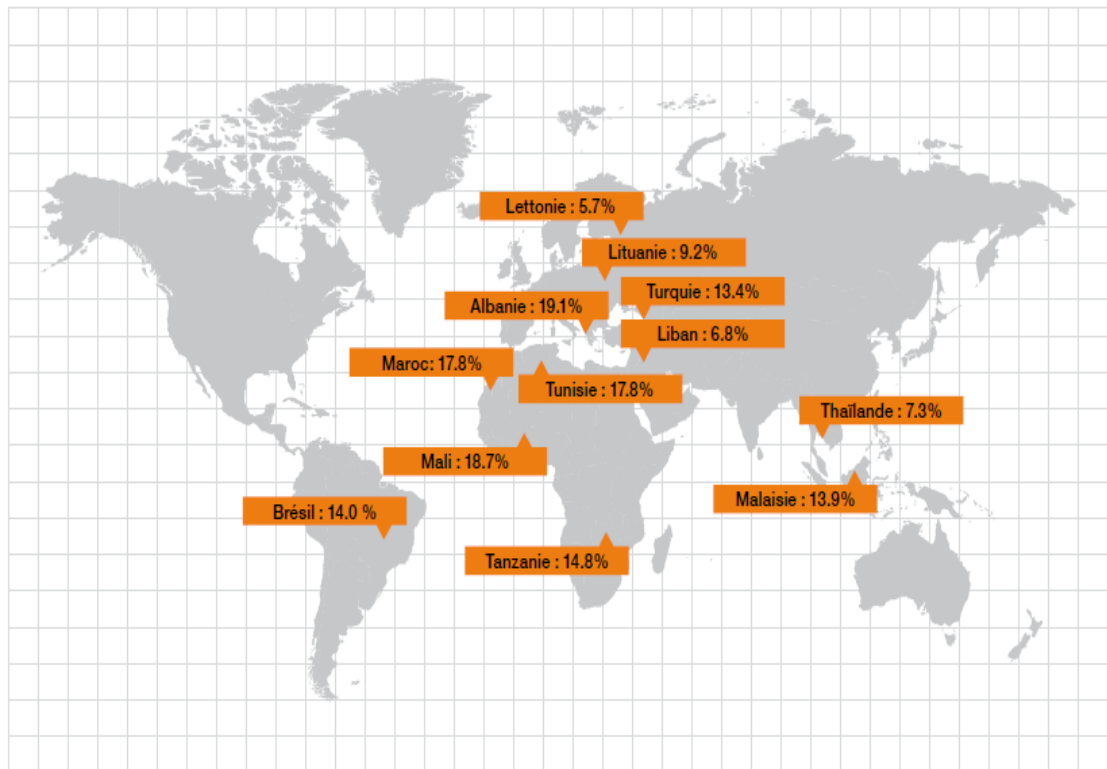 Lettonie : 5.7%
Lituanie : 9.2%
Turquie : 13.4%
Albanie : 19.1%
Liban : 6.8%
Maroc: 17.8%
Tunisie : 17.8%
Thaïlande : 7.3%
Mali : 18.7%
Malaisie : 13.9%
Brésil : 14.0 %
Tanzanie : 14.8%